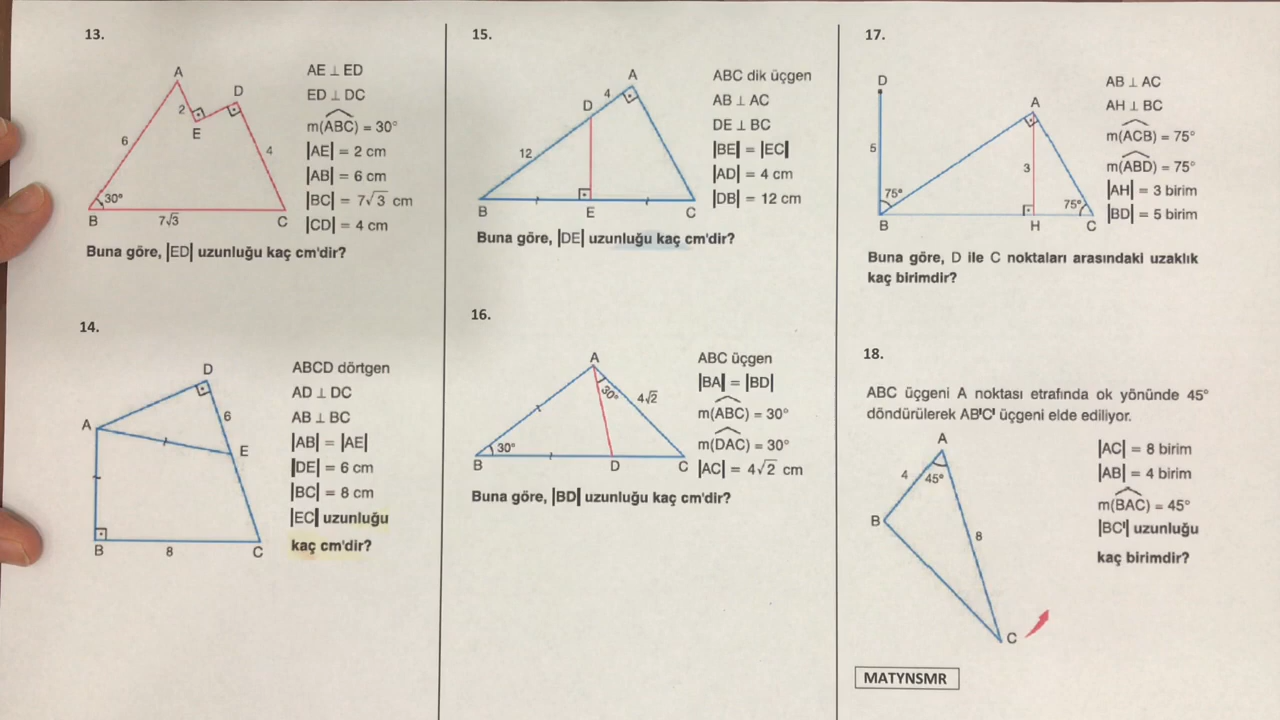 13.
A
D
2
E
6
4
30°
B
7√3
C
AE ⊥ ED
ED ⊥ DC
m(ABC) = 30°
|AE| = 2 cm
|AB| = 6 cm
|BC| = 7√3 cm
|CD| = 4 cm
Buna göre, |ED| uzunluğu kaç cm'dir?
14.
D
A
6
E
B
8
C
ABCD dörtgen
AD ⊥ DC
AB ⊥ BC
|AB| = |AE|
|DE| = 6 cm
|BC| = 8 cm
|EC| uzunluğu
kaç cm'dir?
15.
A
4
D
12
B
E
C
ABC dik üçgen
AB ⊥ AC
DE ⊥ BC
|BE| = |EC|
|AD| = 4 cm
|DB| = 12 cm
Buna göre, |DE| uzunluğu kaç cm'dir?
16.
A
30°
4√2
30°
B
D
C
ABC üçgen
|BA| = |BD|
m(ABC) = 30°
m(DAC) = 30°
|AC| = 4√2 cm
Buna göre, |BD| uzunluğu kaç cm'dir?
17.
D
A
5
3
75°
75°
B
H
C
AB ⊥ AC
AH ⊥ BC
m(ACB) = 75°
m(ABD) = 75°
|AH| = 3 birim
|BD| = 5 birim
Buna göre, D ile C noktaları arasındaki uzaklık
kaç birimdir?
18.
ABC üçgeni A noktası etrafında ok yönünde 45°
döndürülerek AB'C' üçgeni elde ediliyor.
A
4
45°
B
8
C
|AC| = 8 birim
|AB| = 4 birim
m(BAC) = 45°
|BC'| uzunluğu
kaç birimdir?
MATYNSMR